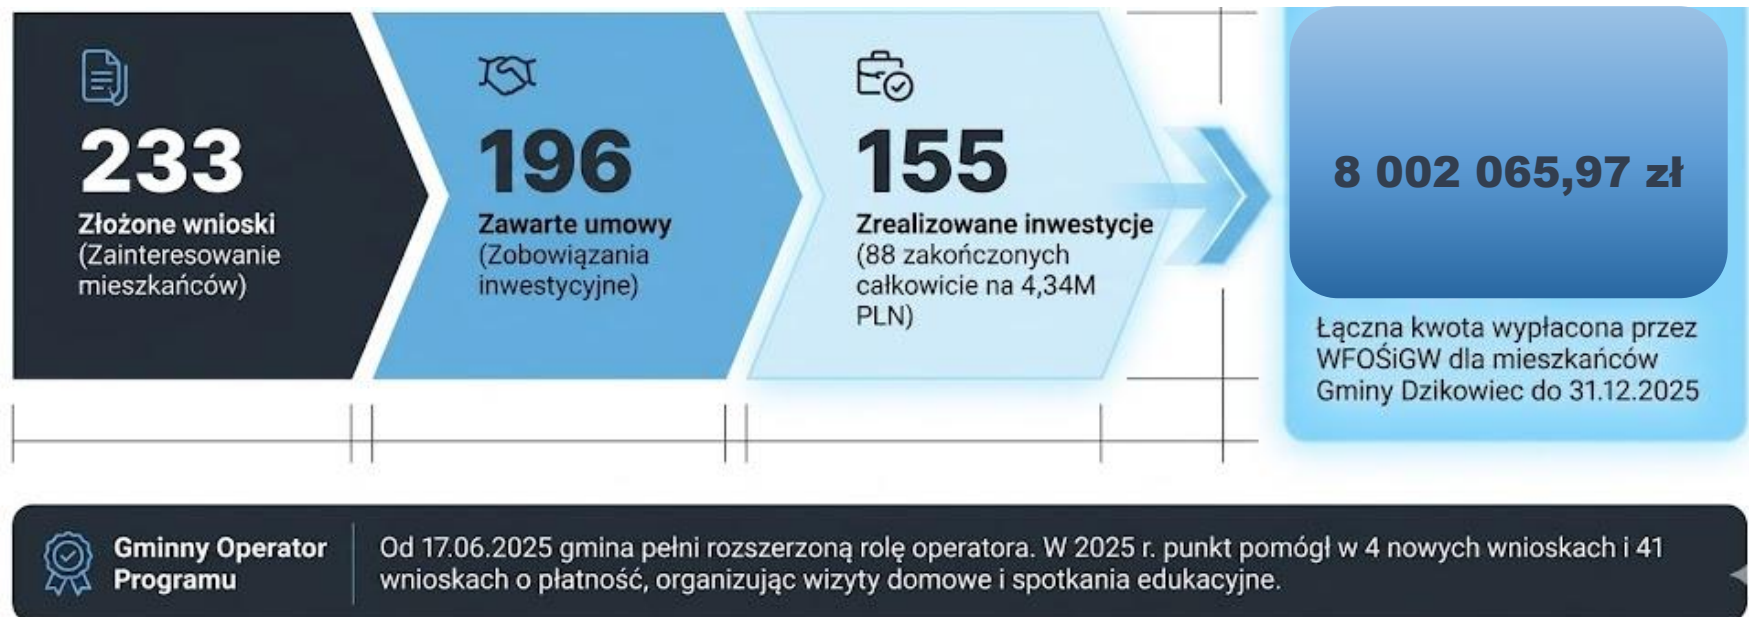 233
Złożone wnioski
(Zainteresowanie
mieszkańców)
196
Zawarte umowy
(Zobowiązania
inwestycyjne)
155
Zrealizowane inwestycje
(88 zakończonych
całkowicie na 4,34M
PLN)
8 002 065,97 zł
Łączna kwota wypłacona przez
WFOŚiGW dla mieszkańców
Gminy Dzikowiec do 31.12.2025
Gminny Operator
Programu
Od 17.06.2025 gmina pełni rozszerzoną rolę operatora. W 2025 r. punkt pomógł w 4 nowych wnioskach i 41
wnioskach o płatność, organizując wizyty domowe i spotkania edukacyjne.